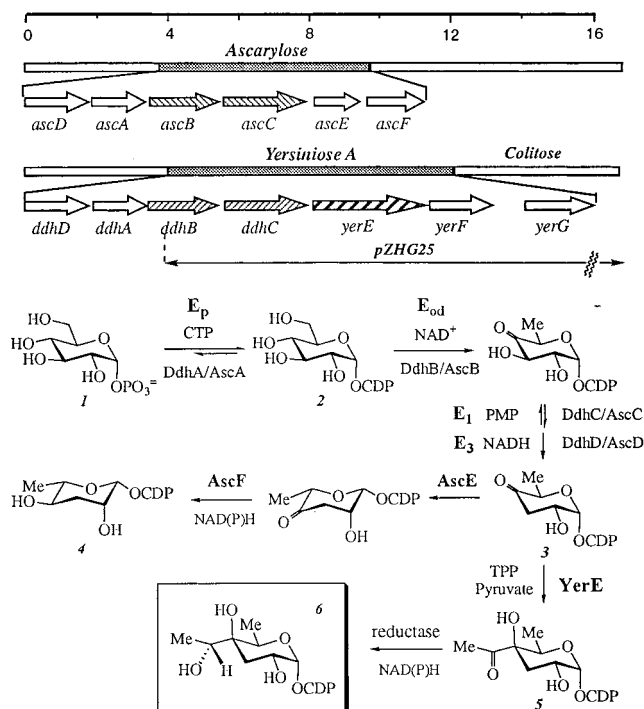 0 4 8 12 16
Ascarylose
ascD ascA ascB ascC ascE ascF
Yersiniose A Colitose
ddhD ddhA ddhB ddhC yerE yerF yerG
pZHG25
HO HO HO HO OPO3= 1
Ep
CTP
DdhA/AscA
HO HO HO HO OCDP 2
Eod
NAD+
DdhB/AscB
O Me O HO HO OCDP
E1 PMP DdhC/AscC
E3 NADH DdhD/AscD
Me HO O OCDP OH 4
AscF
NAD(P)H
Me O O OCDP OH
AscE
O Me O HO OCDP 3
TPP
Pyruvate YerE
HO Me O Me HO H HO OCDP 6
reductase
NAD(P)H
HO Me O Me O HO OCDP 5